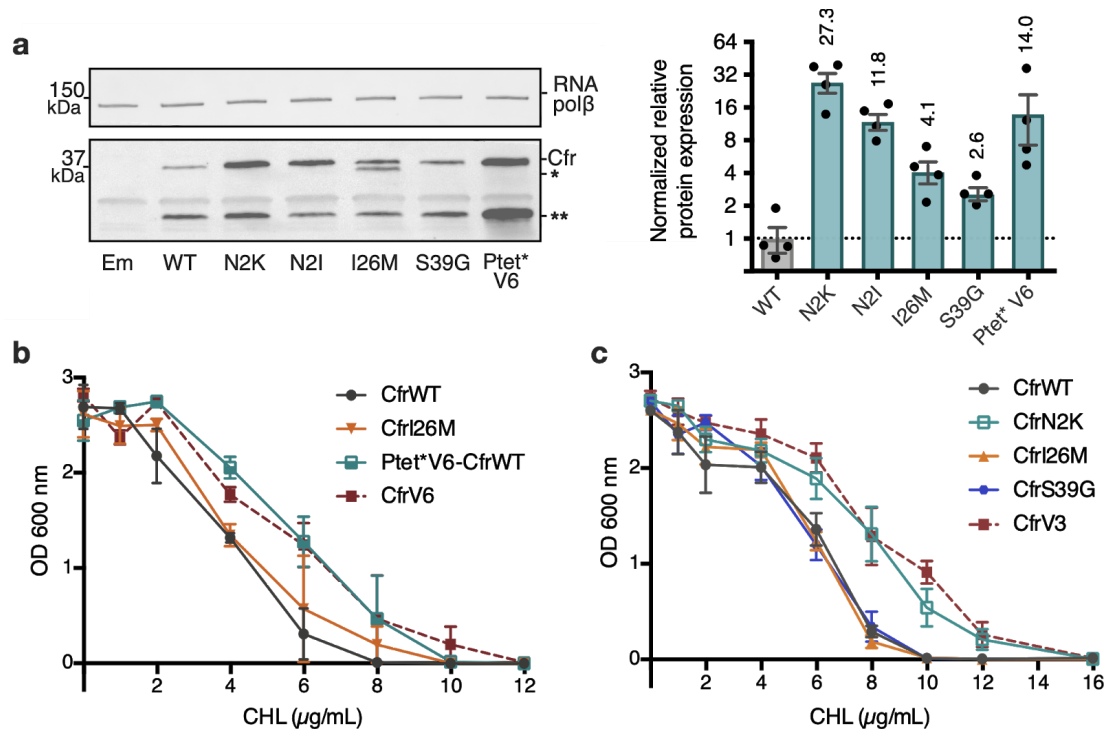 a
150
kDa
RNA
polβ
37
kDa
Cfr
*
**
Em WT N2K N2I I26M S39G Ptet*
V6
Normalized relative
protein expression
64
32
16
8
4
2
1
27.3
11.8
4.1
2.6
14.0
WT N2K N2I I26M S39G Ptet* V6
b
OD 600 nm
3
2
1
0
2 4 6 8 10 12
CHL (µg/mL)
CfrWT
CfrI26M
Ptet*V6-CfrWT
CfrV6
c
OD 600 nm
3
2
1
0
2 4 6 8 10 12 14 16
CHL (µg/mL)
CfrWT
CfrN2K
CfrI26M
CfrS39G
CfrV3